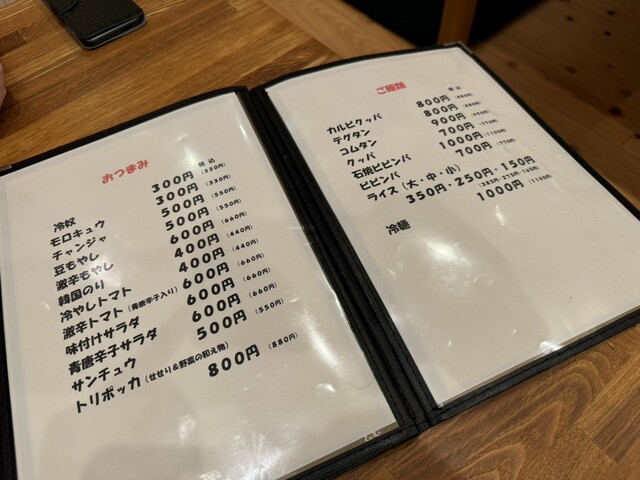 おつまみ 税込
冷奴 300円 (330円)
モロキュウ 300円 (330円)
チャンジャ 500円 (550円)
豆もやし 500円 (550円)
激辛もやし 600円 (660円)
韓国のり 400円 (440円)
冷やしトマト 400円 (440円)
激辛トマト (青唐辛子入り) 600円 (660円)
味付けサラダ 600円 (660円)
青唐辛子サラダ 600円 (660円)
サンチュウ 500円 (550円)
トリポッカ (せせり&野菜の和え物) 800円 (880円)
ご飯類 税込
カルビクッパ 800円 (880円)
テグタン 800円 (880円)
コムタン 900円 (990円)
クッパ 700円 (770円)
石焼ビビンバ 1000円 (1100円)
ビビンバ 700円 (770円)
ライス (大・中・小)
350円・250円・150円
(385円・275円・165円)
冷麺 1000円 (1100円)